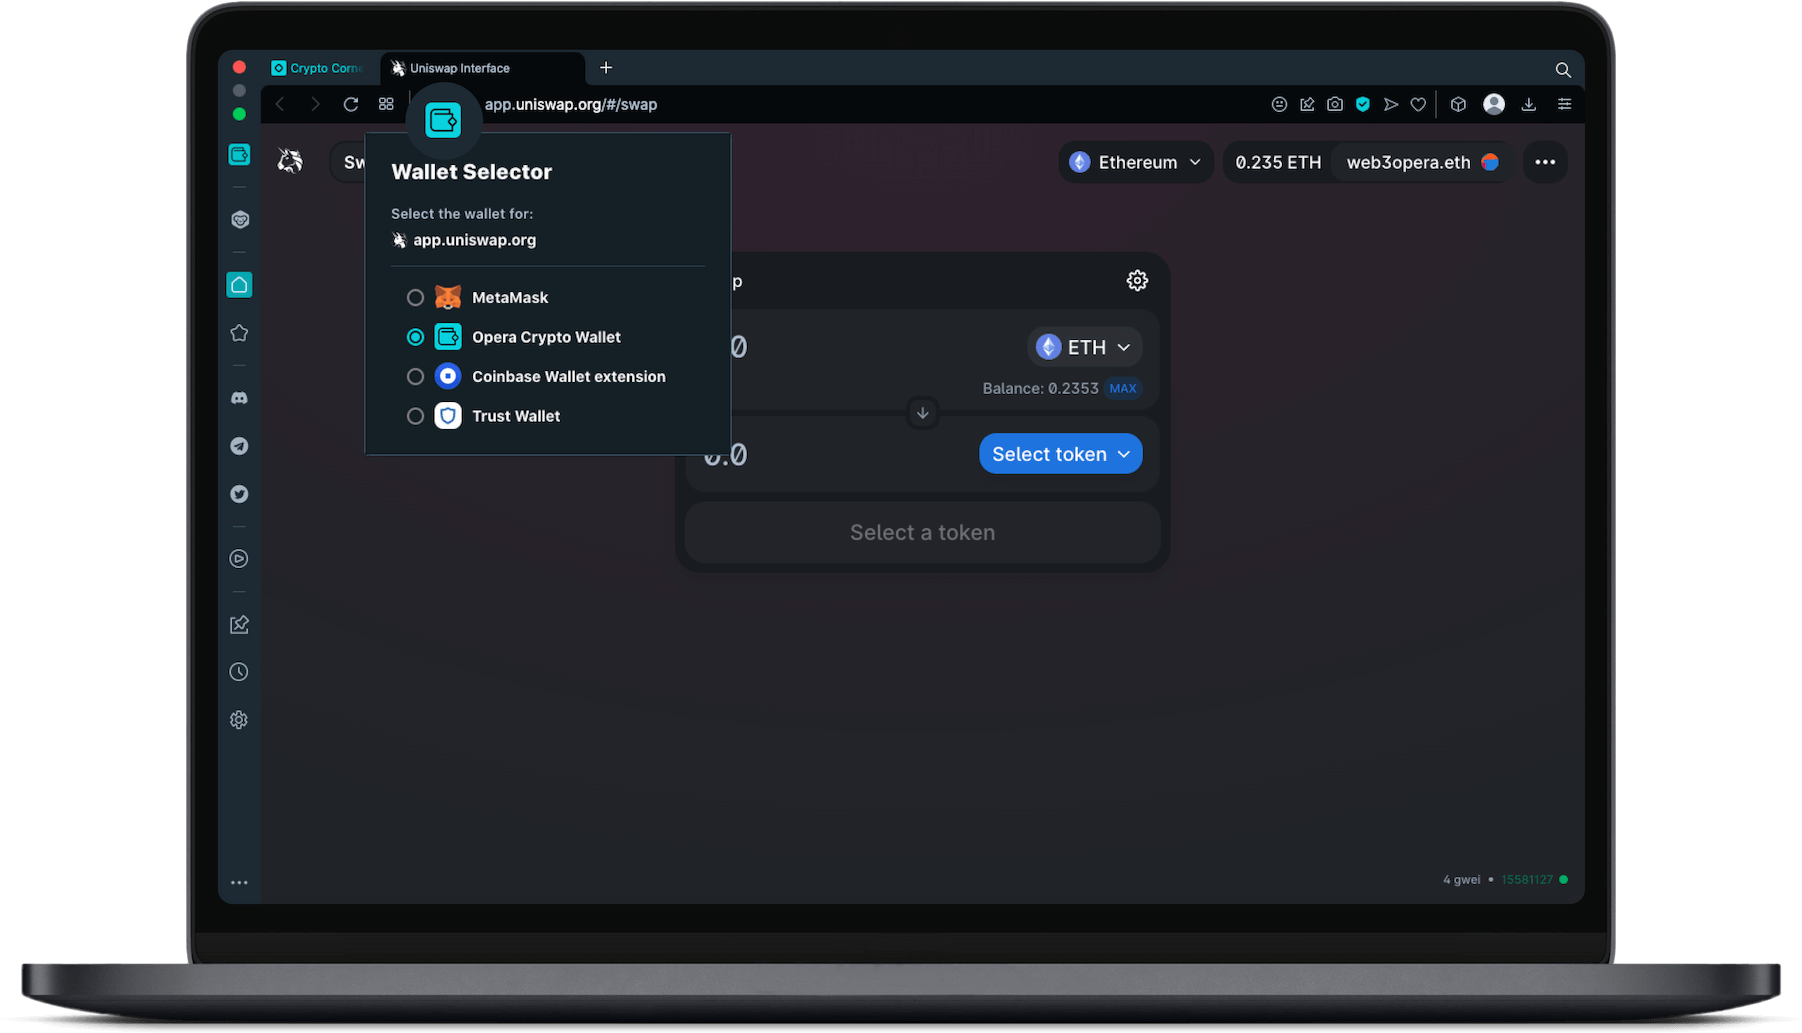 Crypto Corn
Uniswap Interface
app.uniswap.org/#/swap
Sw
Ethereum
0.235 ETH
web3opera.eth
Wallet Selector
Select the wallet for:
app.uniswap.org
MetaMask
Opera Crypto Wallet
Coinbase Wallet extension
Trust Wallet
p
0
ETH
Balance: 0.2353 MAX
0.0
Select token
Select a token
4 gwei • 15581127